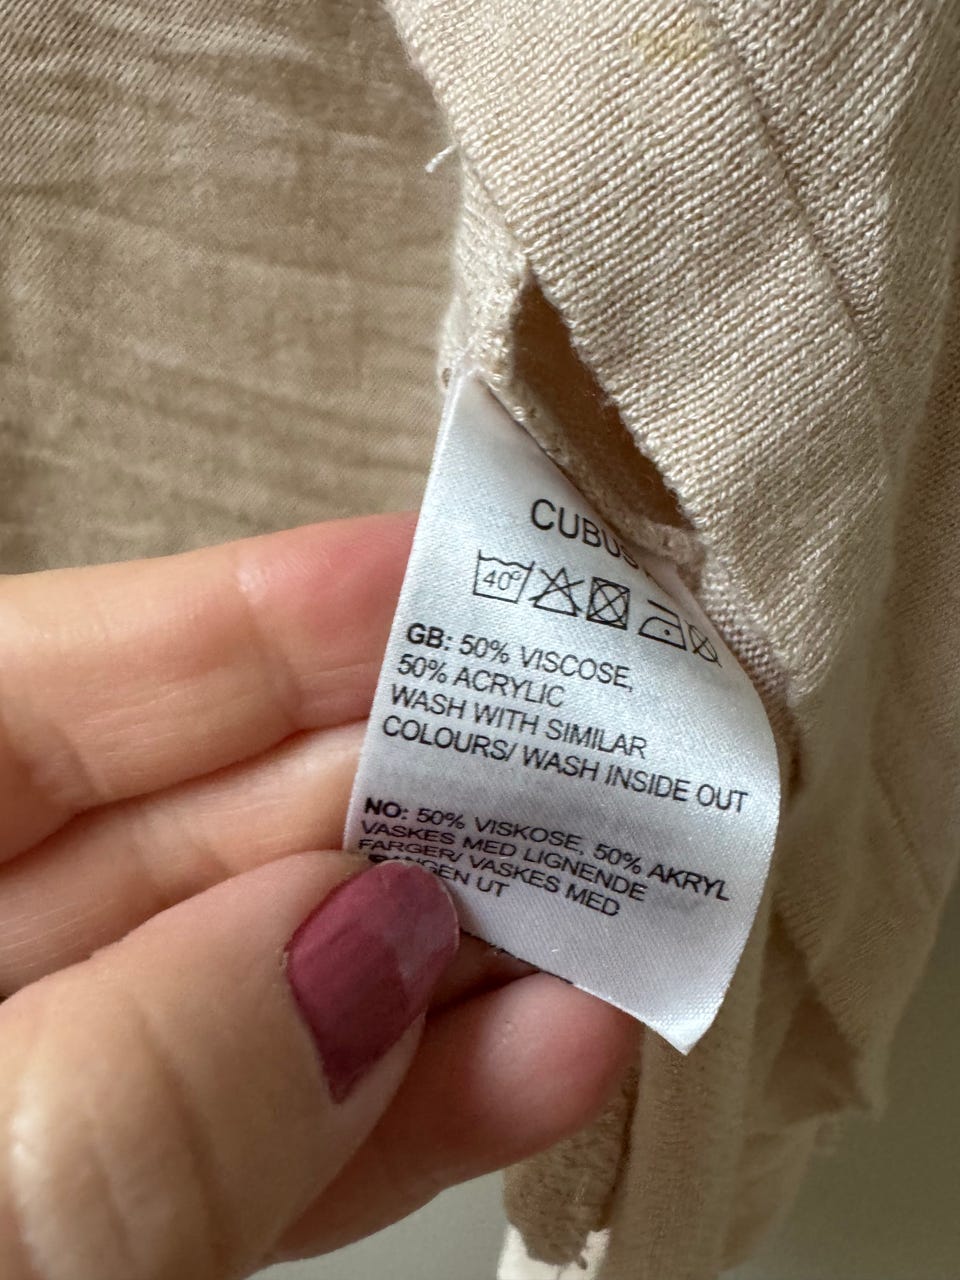 CUBUS
40°
GB: 50% VISCOSE,
50% ACRYLIC
WASH WITH SIMILAR
COLOURS/ WASH INSIDE OUT
NO: 50% VISKOSE, 50% AKRYL
VASKES MED LIGNENDE
FARGER/ VASKES MED
UT